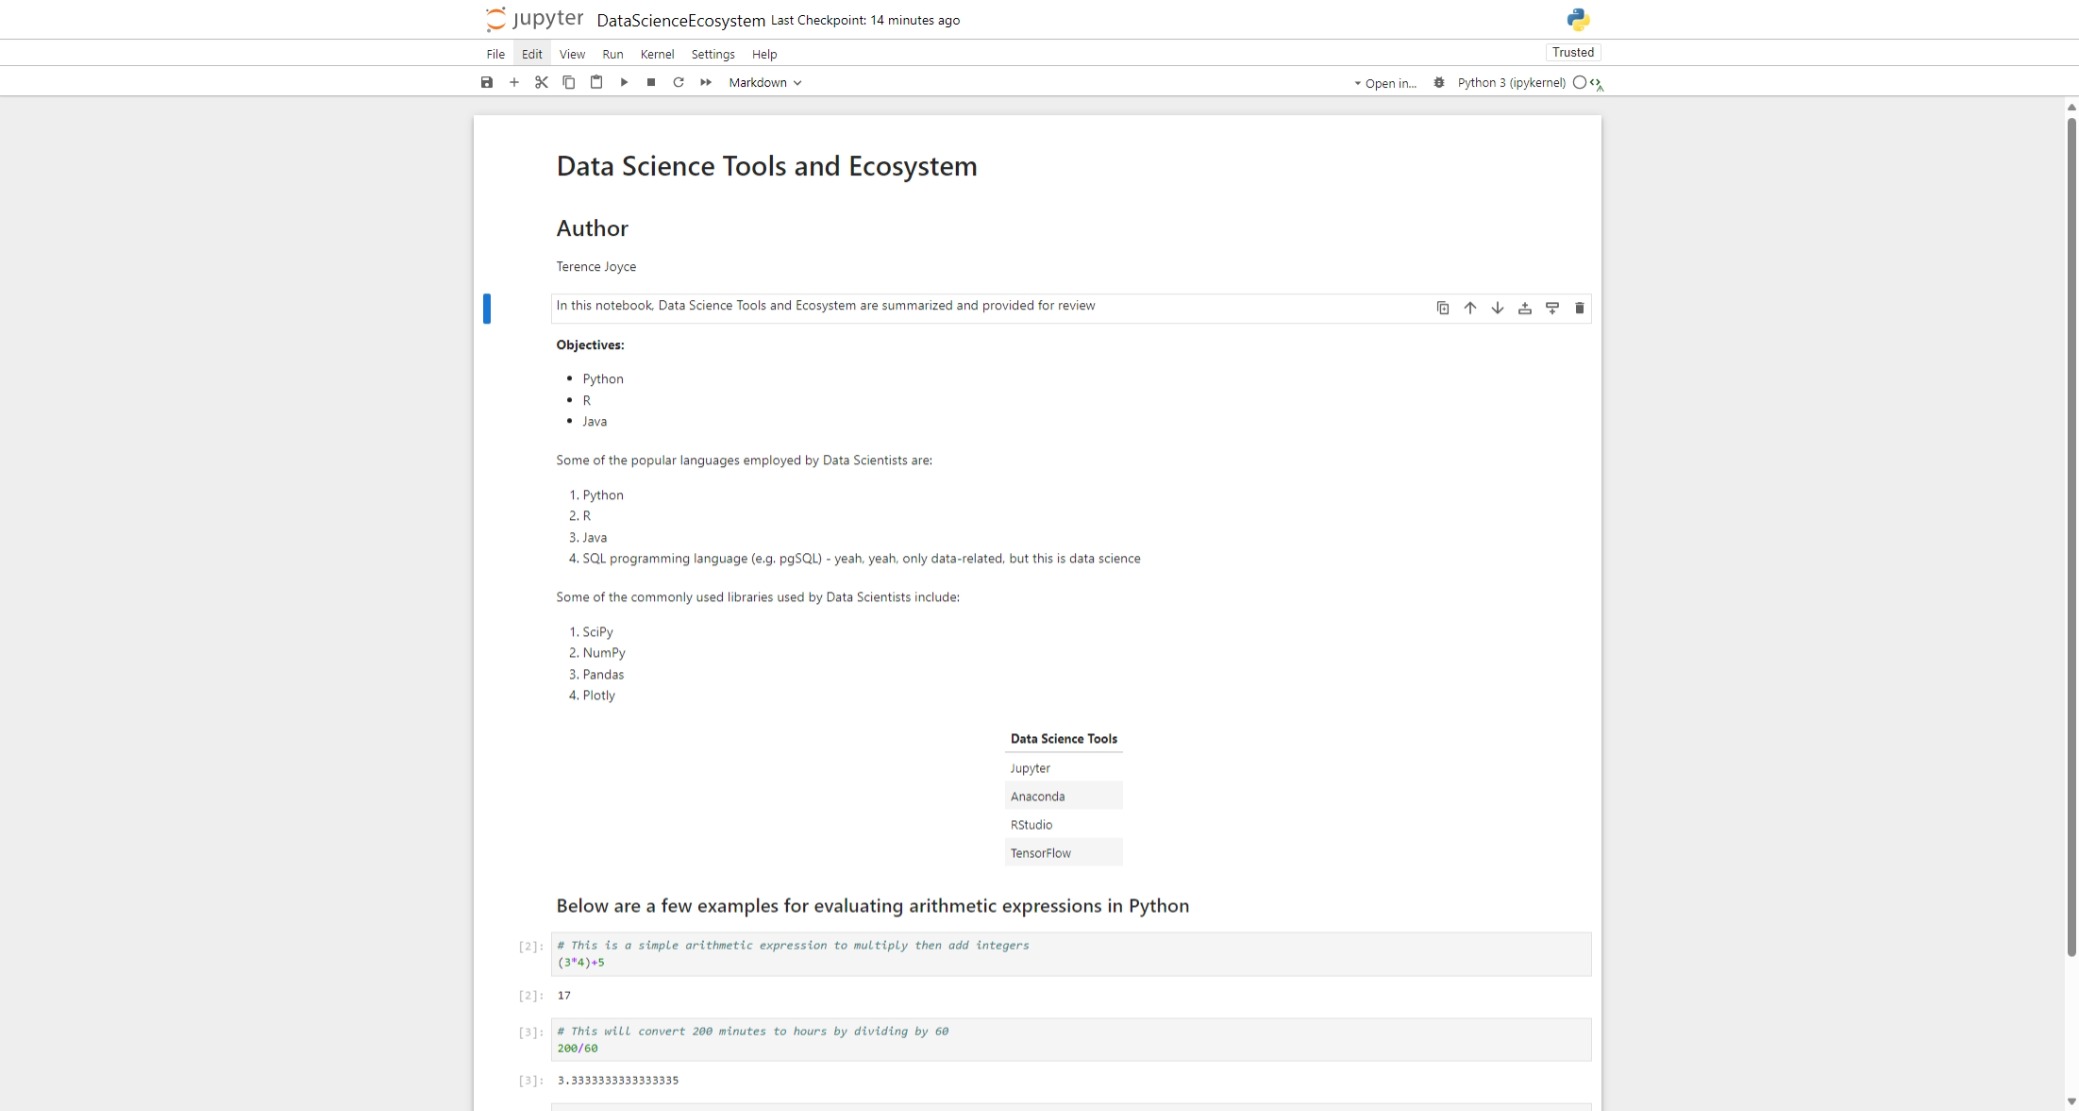 jupyter DataScienceEcosystem Last Checkpoint: 14 minutes ago
File Edit View Run Kernel Settings Help
Trusted
Markdown
Open in... Python 3 (ipykernel)
Data Science Tools and Ecosystem
Author
Terence Joyce
In this notebook, Data Science Tools and Ecosystem are summarized and provided for review
Objectives:
• Python
• R
• Java
Some of the popular languages employed by Data Scientists are:
1. Python
2. R
3. Java
4. SQL programming language (e.g. pgSQL) - yeah, yeah, only data-related, but this is data science
Some of the commonly used libraries used by Data Scientists include:
1. SciPy
2. NumPy
3. Pandas
4. Plotly
Data Science Tools
Jupyter
Anaconda
RStudio
TensorFlow
Below are a few examples for evaluating arithmetic expressions in Python
[2]: # This is a simple arithmetic expression to multiply then add integers
(3*4)+5
[2]: 17
[3]: # This will convert 200 minutes to hours by dividing by 60
200/60
[3]: 3.3333333333333335